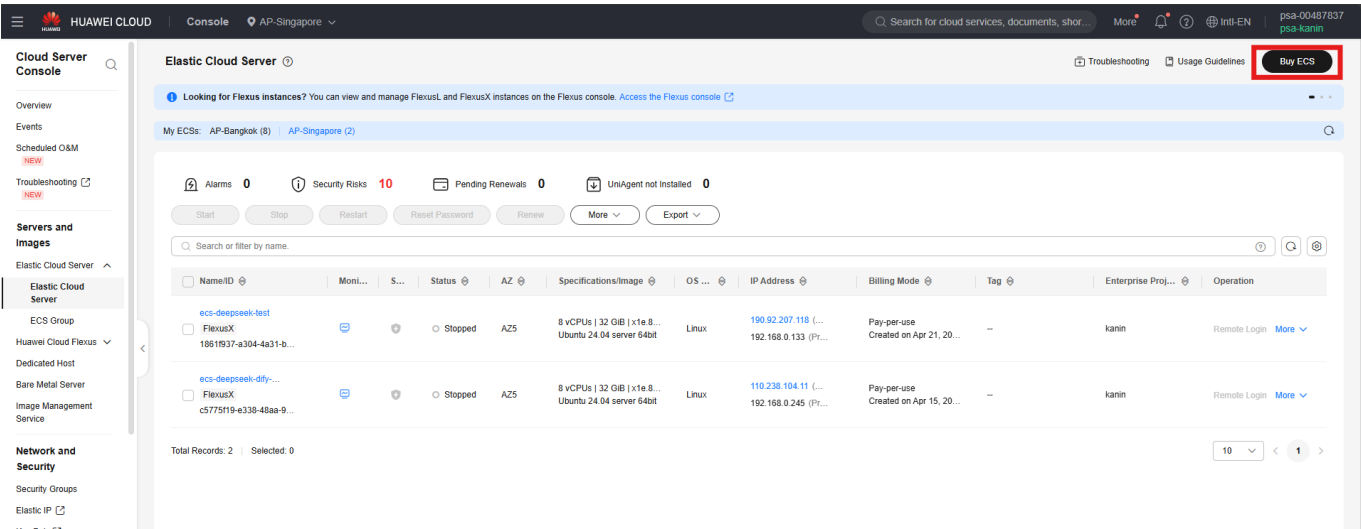 HUAWEI
HUAWEI CLOUD
Console
AP-Singapore
Search for cloud services, documents, shor...
More
Intl-EN
psa-00487837
psa-kanin
Cloud Server
Console
Overview
Events
Scheduled O&M
NEW
Troubleshooting
NEW
Servers and
Images
Elastic Cloud Server
Elastic Cloud
Server
ECS Group
Huawei Cloud Flexus
Dedicated Host
Bare Metal Server
Image Management
Service
Network and
Security
Security Groups
Elastic IP
Elastic Cloud Server
Troubleshooting
Usage Guidelines
Buy ECS
Looking for Flexus instances? You can view and manage FlexusL and FlexusX instances on the Flexus console. Access the Flexus console
My ECSs: AP-Bangkok (8) AP-Singapore (2)
Alarms 0 Security Risks 10 Pending Renewals 0 UniAgent not Installed 0
Start Stop Restart Reset Password Renew More Export
Search or filter by name.
Name/ID Moni... S... Status AZ Specifications/Image OS ... IP Address Billing Mode Tag Enterprise Proj... Operation
ecs-deepseek-test
FlexusX
1861f937-a304-4a31-b...
Stopped
AZ5
8 vCPUs | 32 GiB | x1e.8...
Ubuntu 24.04 server 64bit
Linux
190.92.207.118 (...
192.168.0.133 (Pr...
Pay-per-use
Created on Apr 21, 20...
--
kanin
Remote Login More
ecs-deepseek-dify-...
FlexusX
c5775f19-e338-48aa-9...
Stopped
AZ5
8 vCPUs | 32 GiB | x1e.8...
Ubuntu 24.04 server 64bit
Linux
110.238.104.11 (...
192.168.0.245 (Pr...
Pay-per-use
Created on Apr 15, 20...
--
kanin
Remote Login More
Total Records: 2 Selected: 0
10 1